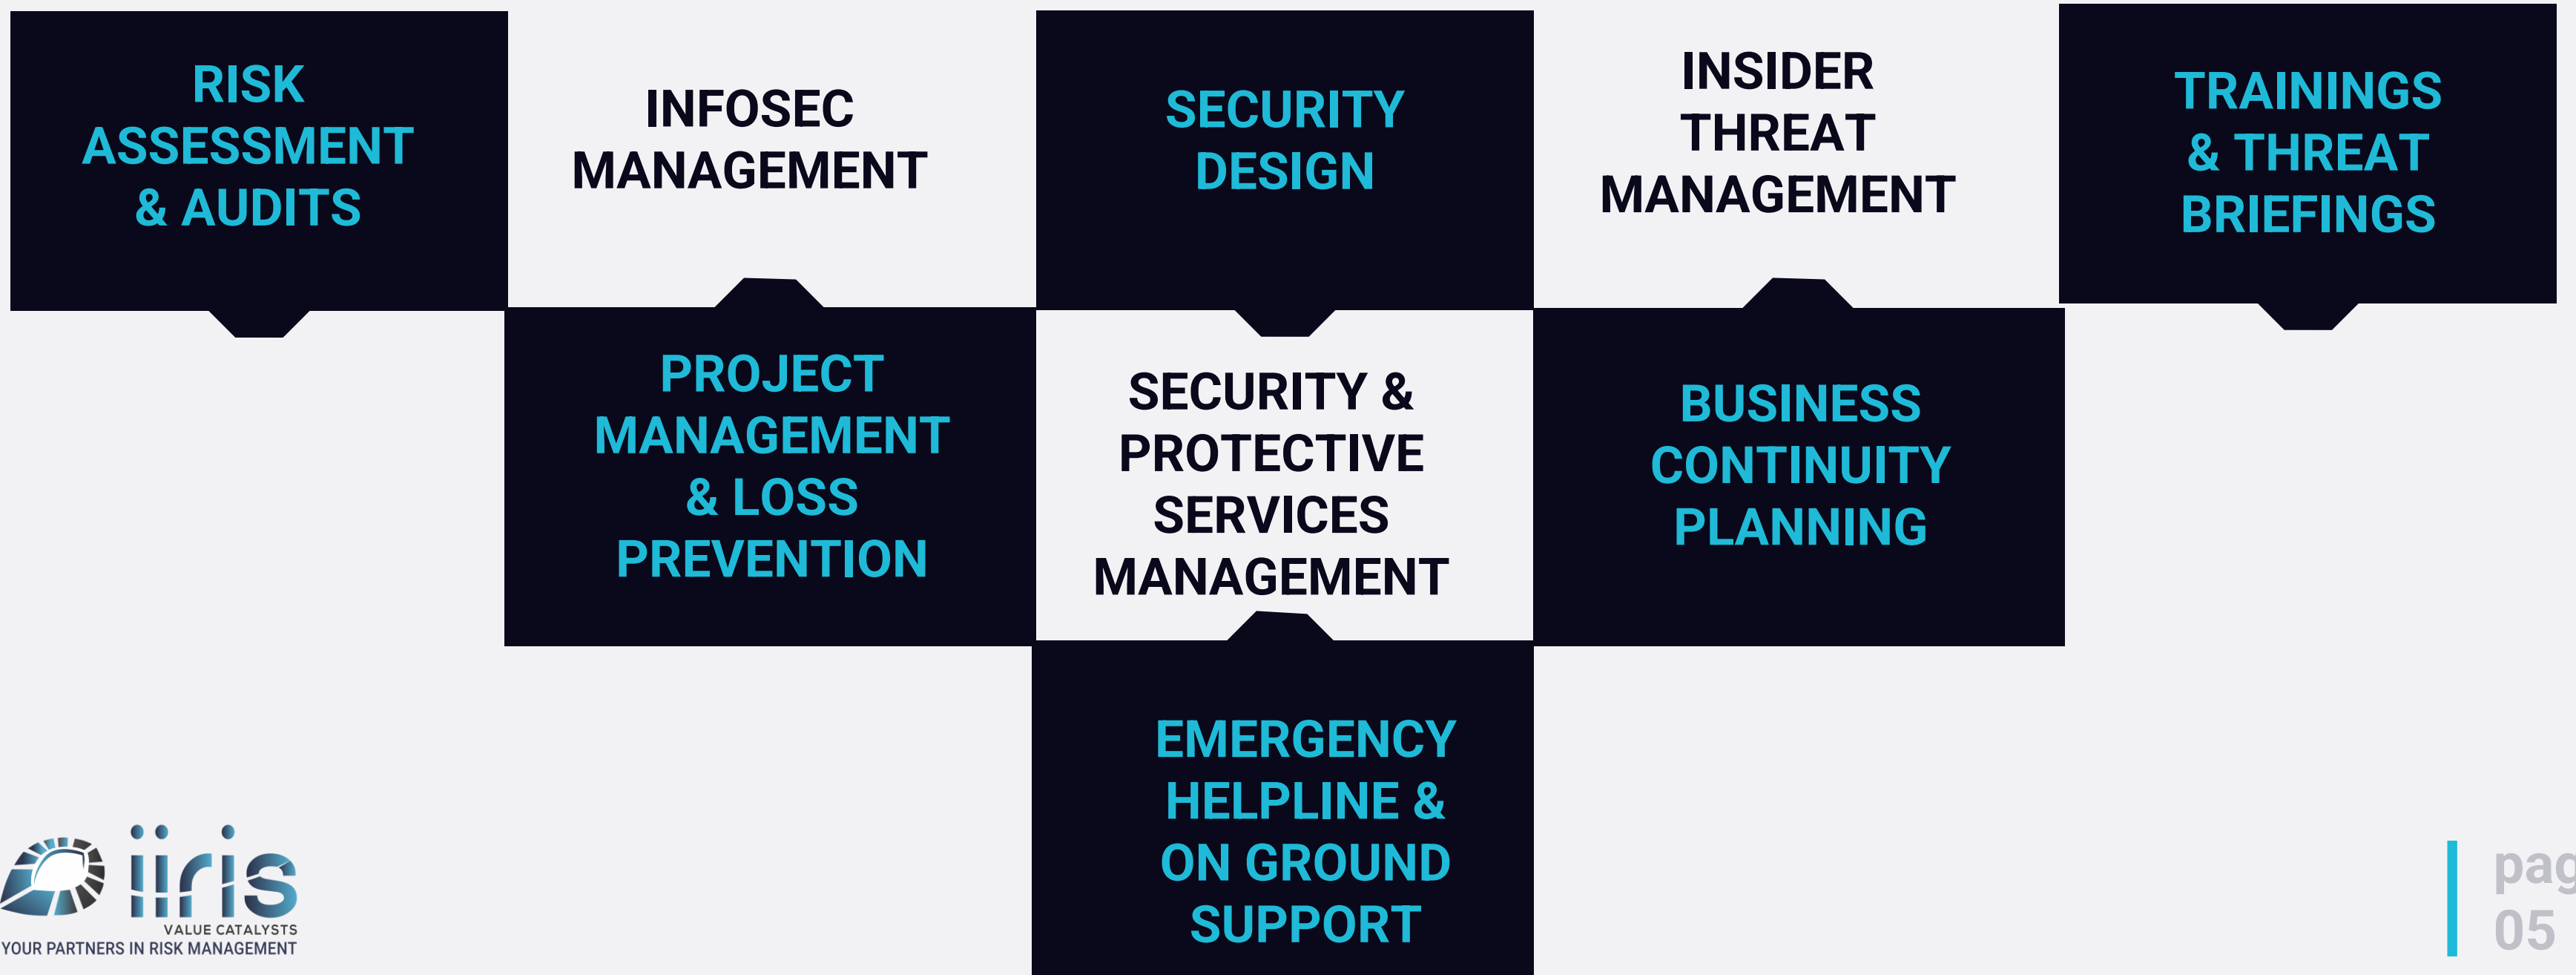 RISK
ASSESSMENT
& AUDITS
INFOSEC
MANAGEMENT
SECURITY
DESIGN
INSIDER
THREAT
MANAGEMENT
TRAININGS
& THREAT
BRIEFINGS
PROJECT
MANAGEMENT
& LOSS
PREVENTION
SECURITY &
PROTECTIVE
SERVICES
MANAGEMENT
BUSINESS
CONTINUITY
PLANNING
EMERGENCY
HELPLINE &
ON GROUND
SUPPORT
iiris
VALUE CATALYSTS
YOUR PARTNERS IN RISK MANAGEMENT
pag
05